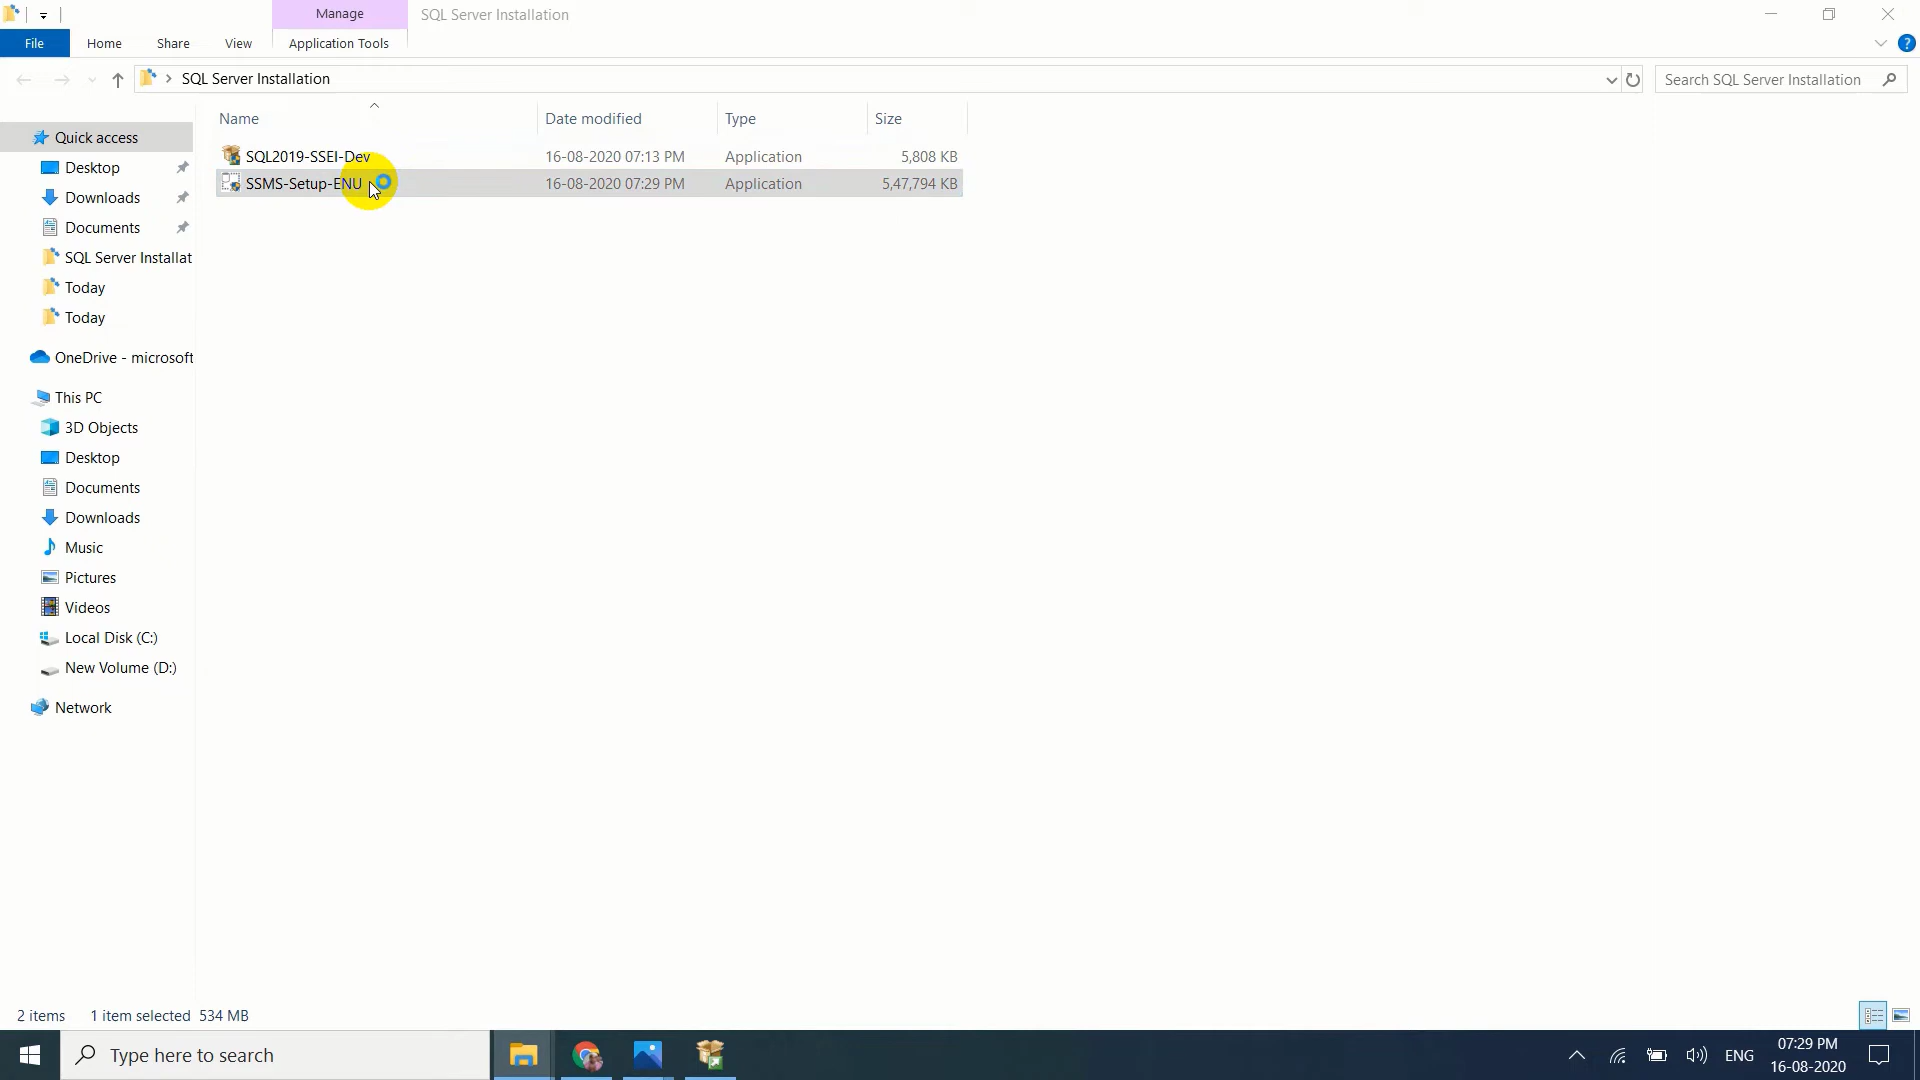 Manage
SQL Server Installation
File
Home
Share
View
Application Tools
SQL Server Installation
Search SQL Server Installation
Name
Date modified
Type
Size
SQL2019-SSEI-Dev
16-08-2020 07:13 PM
Application
5,808 KB
SSMS-Setup-ENU
16-08-2020 07:29 PM
Application
5,47,794 KB
Quick access
Desktop
Downloads
Documents
SQL Server Installat
Today
Today
OneDrive - microsoft
This PC
3D Objects
Desktop
Documents
Downloads
Music
Pictures
Videos
Local Disk (C:)
New Volume (D:)
Network
2 items
1 item selected 534 MB
Type here to search
ENG
07:29 PM
16-08-2020